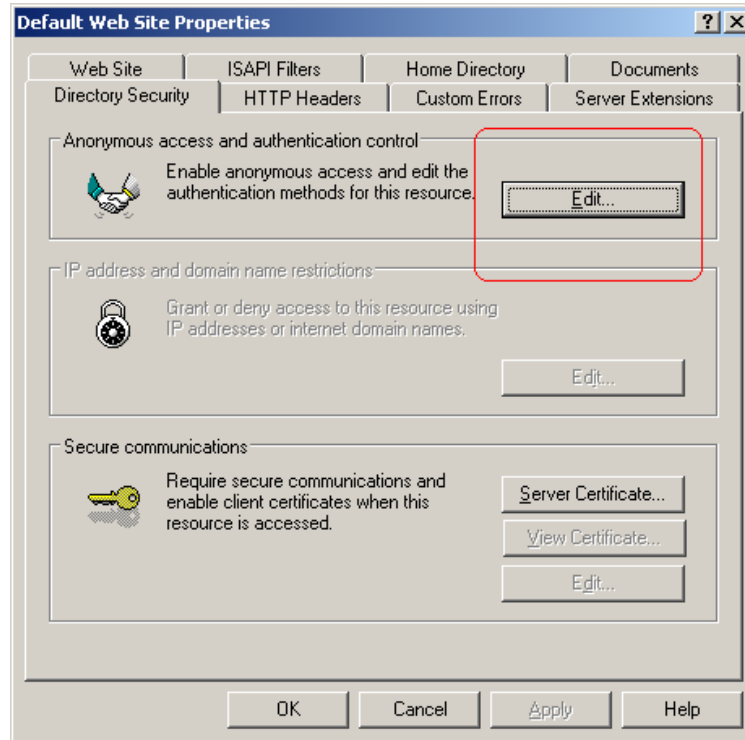 Default Web Site Properties
Web Site
ISAPI Filters
Home Directory
Documents
Directory Security
HTTP Headers
Custom Errors
Server Extensions
Anonymous access and authentication control
Enable anonymous access and edit the
authentication methods for this resource.
Edit...
IP address and domain name restrictions
Grant or deny access to this resource using
IP addresses or internet domain names.
Edit...
Secure communications
Require secure communications and
enable client certificates when this
resource is accessed.
Server Certificate...
View Certificate...
Edit...
OK
Cancel
Apply
Help